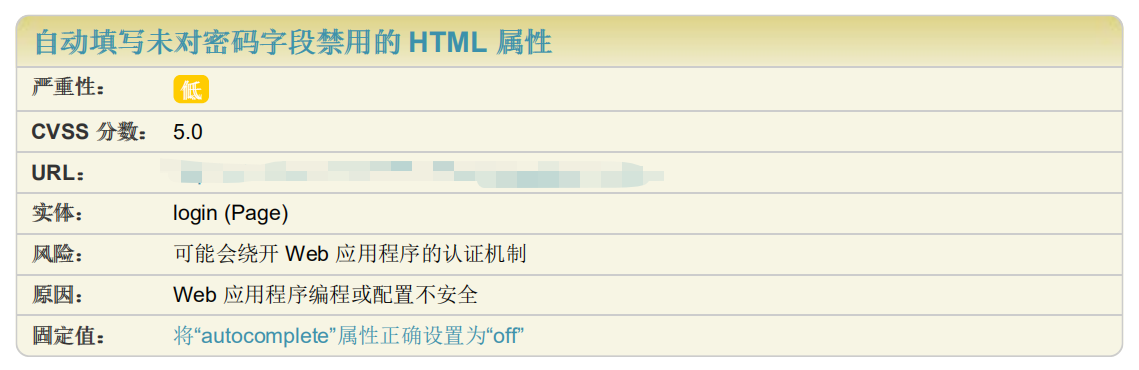 自动填写未对密码字段禁用的 HTML 属性
严重性： 低
CVSS 分数： 5.0
URL：
实体： login (Page)
风险： 可能会绕开 Web 应用程序的认证机制
原因： Web 应用程序编程或配置不安全
固定值： 将“autocomplete”属性正确设置为“off”